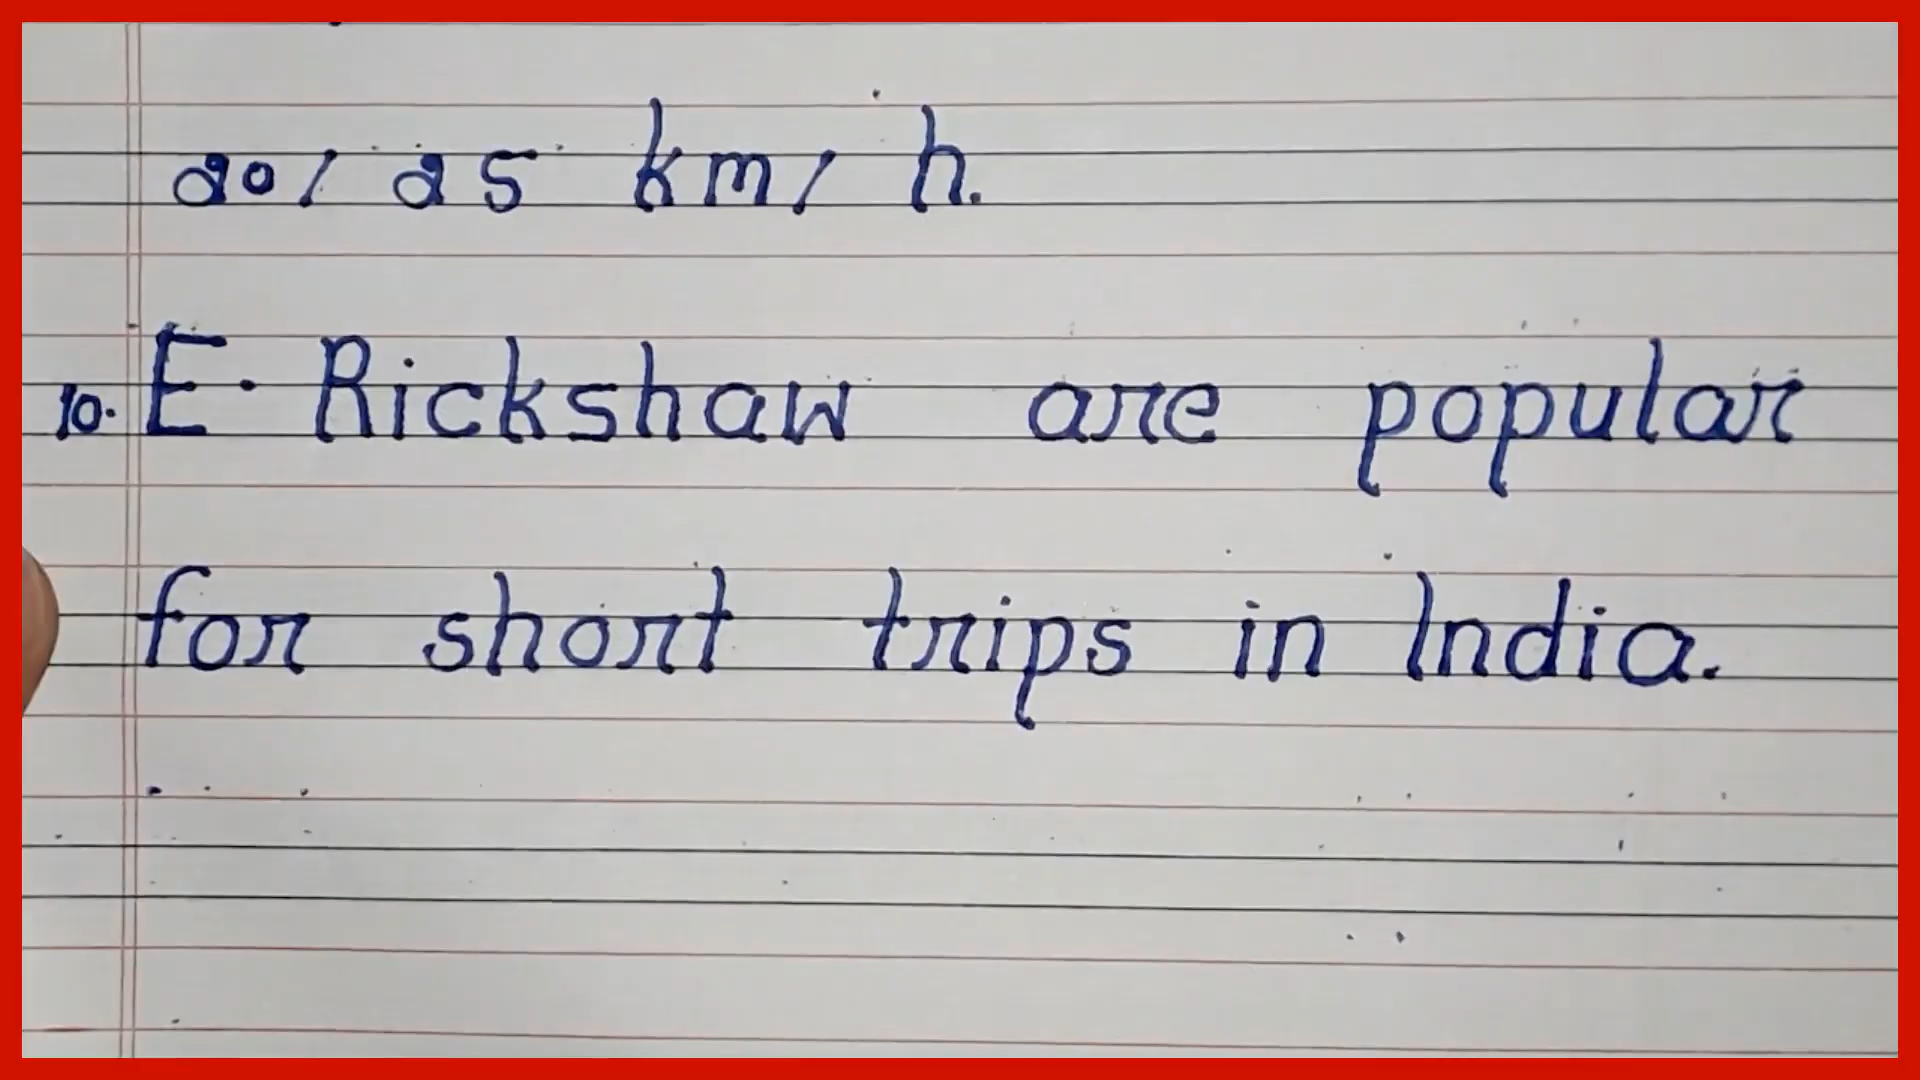 20/ 25 km/ h.
10. E. Rickshaw are popular
for short trips in India.